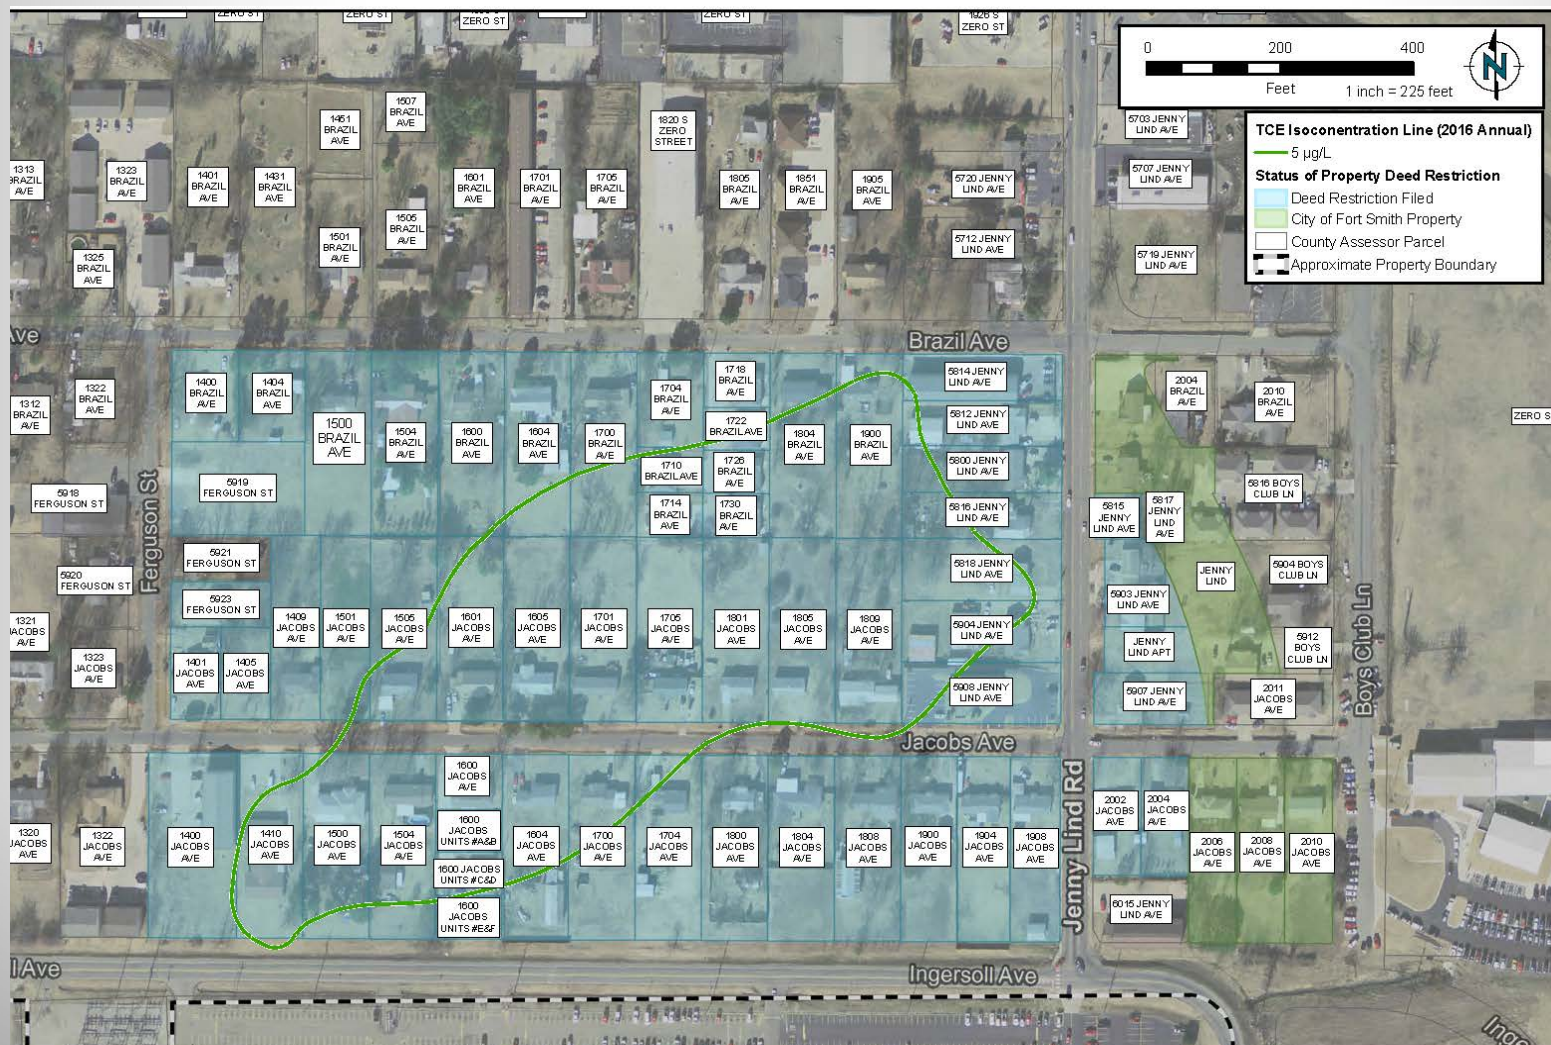 ZERO ST
ZERO ST
ZERO ST
ZERO ST
1926 S
ZERO ST
0 200 400
Feet
1 inch = 225 feet
N
TCE Isoconcentration Line (2016 Annual)
5 µg/L
Status of Property Deed Restriction
Deed Restriction Filed
City of Fort Smith Property
County Assessor Parcel
Approximate Property Boundary
1507
BRAZIL
AVE
1451
BRAZIL
AVE
1820 S
ZERO
STREET
5703 JENNY
LIND AVE
1313
BRAZIL
AVE
1323
BRAZIL
AVE
1401
BRAZIL
AVE
1431
BRAZIL
AVE
1601
BRAZIL
AVE
1701
BRAZIL
AVE
1705
BRAZIL
AVE
1805
BRAZIL
AVE
1851
BRAZIL
AVE
1905
BRAZIL
AVE
5720 JENNY
LIND AVE
5707 JENNY
LIND AVE
1505
BRAZIL
AVE
1501
BRAZIL
AVE
1325
BRAZIL
AVE
5712 JENNY
LIND AVE
5719 JENNY
LIND AVE
Ave
Brazil Ave
1322
BRAZIL
AVE
1312
BRAZIL
AVE
1400
BRAZIL
AVE
1404
BRAZIL
AVE
1500
BRAZIL
AVE
1504
BRAZIL
AVE
1600
BRAZIL
AVE
1604
BRAZIL
AVE
1700
BRAZIL
AVE
1704
BRAZIL
AVE
1718
BRAZIL
AVE
1722
BRAZIL AVE
1710
BRAZIL AVE
1726
BRAZIL
AVE
1714
BRAZIL
AVE
1730
BRAZIL
AVE
1804
BRAZIL
AVE
1900
BRAZIL
AVE
5814 JENNY
LIND AVE
5812 JENNY
LIND AVE
5800 JENNY
LIND AVE
5816 JENNY
LIND AVE
2004
BRAZIL
AVE
2010
BRAZIL
AVE
ZERO S
5918
FERGUSON ST
5919
FERGUSON ST
Ferguson St
5815
JENNY
LIND AVE
5817
JENNY
LIND
AVE
5816 BOYS
CLUB LN
5920
FERGUSON ST
5921
FERGUSON ST
5923
FERGUSON ST
5818 JENNY
LIND AVE
JENNY
LIND
5904 BOYS
CLUB LN
5903 JENNY
LIND AVE
1321
JACOBS
AVE
1323
JACOBS
AVE
1401
JACOBS
AVE
1405
JACOBS
AVE
1409
JACOBS
AVE
1501
JACOBS
AVE
1505
JACOBS
AVE
1601
JACOBS
AVE
1605
JACOBS
AVE
1701
JACOBS
AVE
1705
JACOBS
AVE
1801
JACOBS
AVE
1805
JACOBS
AVE
1809
JACOBS
AVE
5904 JENNY
LIND AVE
5908 JENNY
LIND AVE
JENNY
LIND APT
5907 JENNY
LIND AVE
5912
BOYS
CLUB LN
2011
JACOBS
AVE
Boys Club Ln
Jacobs Ave
Jenny Lind Rd
1320
JACOBS
AVE
1322
JACOBS
AVE
1400
JACOBS
AVE
1410
JACOBS
AVE
1500
JACOBS
AVE
1504
JACOBS
AVE
1600
JACOBS
AVE
1600
JACOBS
UNITS #A&B
1600 JACOBS
UNITS #C&D
1600
JACOBS
UNITS #E&F
1604
JACOBS
AVE
1700
JACOBS
AVE
1704
JACOBS
AVE
1800
JACOBS
AVE
1804
JACOBS
AVE
1808
JACOBS
AVE
1900
JACOBS
AVE
1904
JACOBS
AVE
1908
JACOBS
AVE
2002
JACOBS
AVE
2004
JACOBS
AVE
2006
JACOBS
AVE
2008
JACOBS
AVE
2010
JACOBS
AVE
6015 JENNY
LIND AVE
ll Ave
Ingersoll Ave
Inge